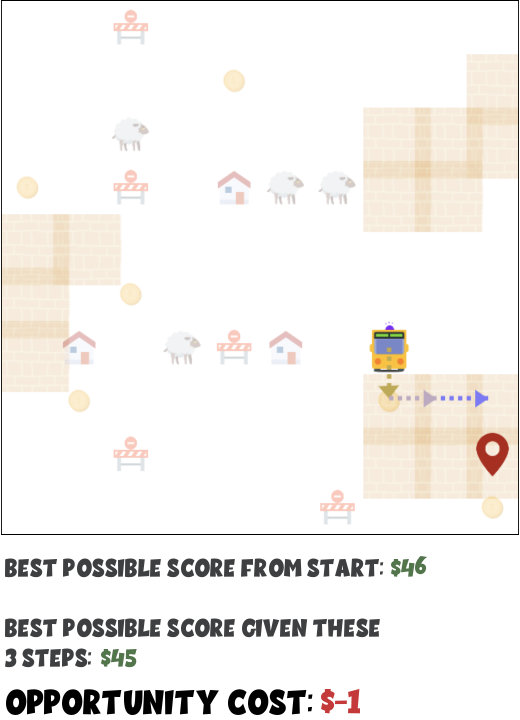 BEST POSSIBLE SCORE FROM START: $46
BEST POSSIBLE SCORE GIVEN THESE
3 STEPS: $45
OPPORTUNITY COST: $-1